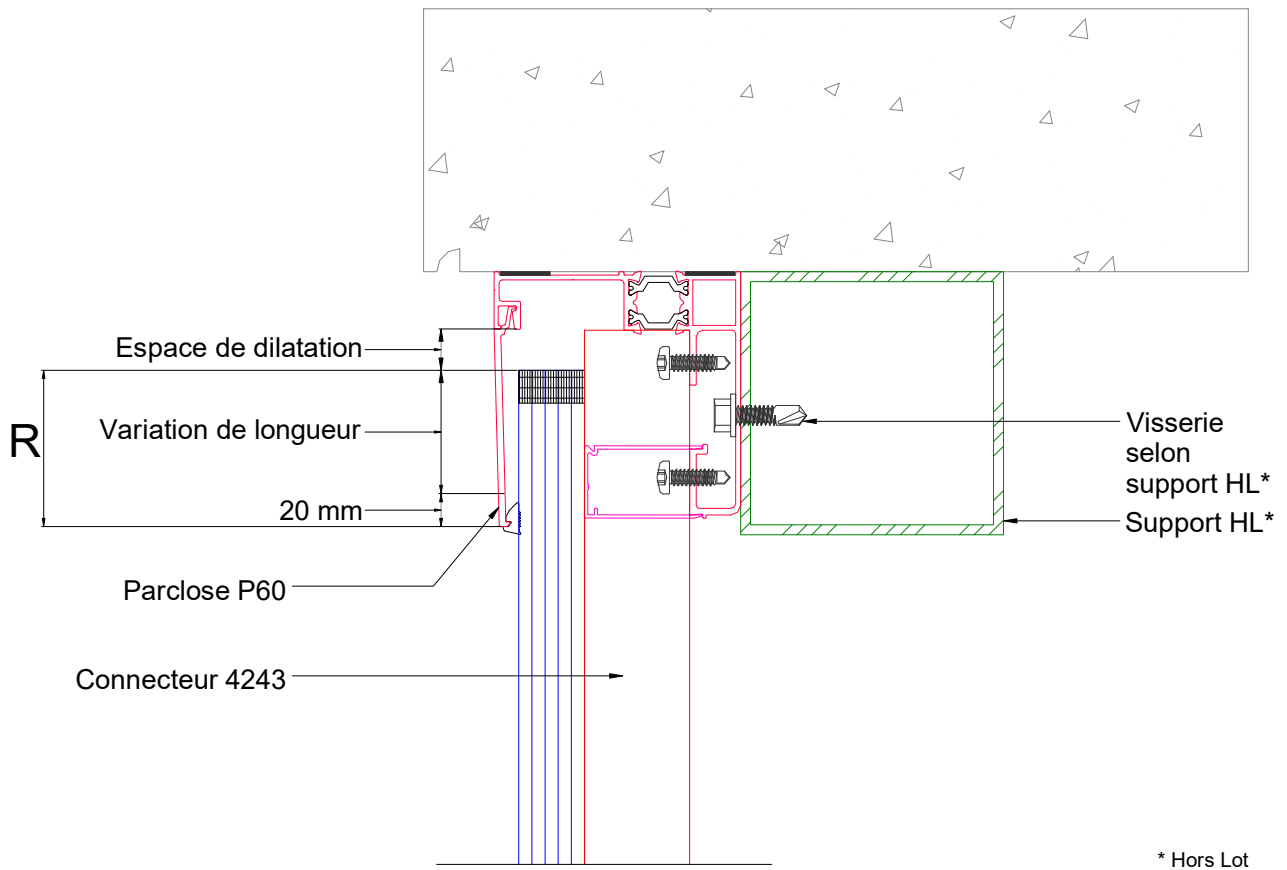 Espace de dilatation
R
Variation de longueur
20 mm
Parclose P60
Connecteur 4243
Visserie
selon
support HL*
Support HL*
* Hors Lot